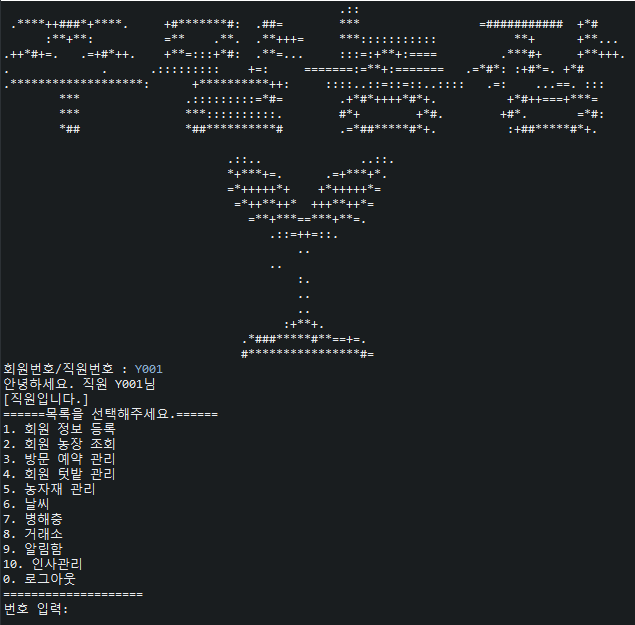 주말농장
회원번호/직원번호 : Y001
안녕하세요. 직원 Y001님
[직원입니다.]
======목록을 선택해주세요.======
1. 회원 정보 등록
2. 회원 농장 조회
3. 방문 예약 관리
4. 회원 텃밭 관리
5. 농자재 관리
6. 날씨
7. 병해충
8. 거래소
9. 알림함
10. 인사관리
0. 로그아웃
====================
번호 입력: